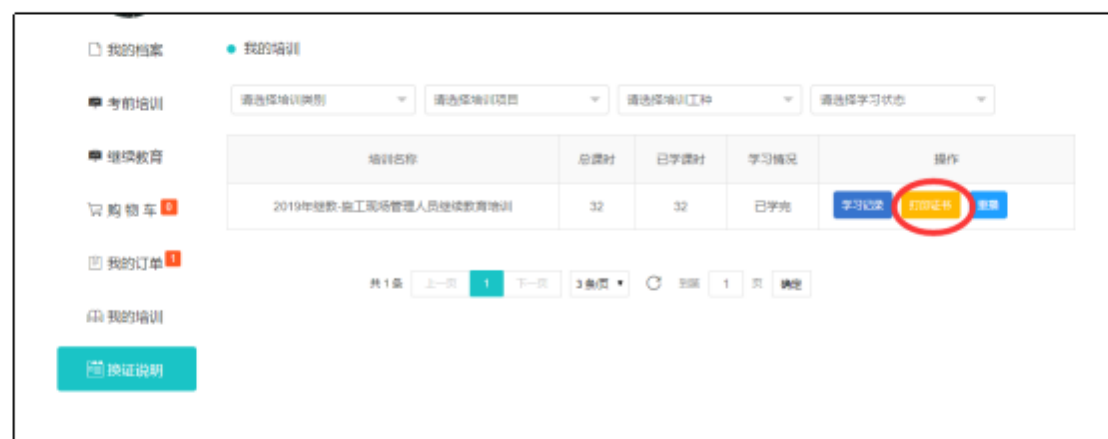 我的档案
考前培训
继续教育
购物车 0
我的订单 1
我的培训
换证说明
我的培训
请选择培训类别 请选择培训项目 请选择培训工种 请选择学习状态
培训名称 总课时 已学课时 学习情况 操作
2019年继教-施工现场管理人员继续教育培训 32 32 已学完 学习记录 打印证书
共1条 上一页 1 下一页 3条/页 到第 1 页 确定